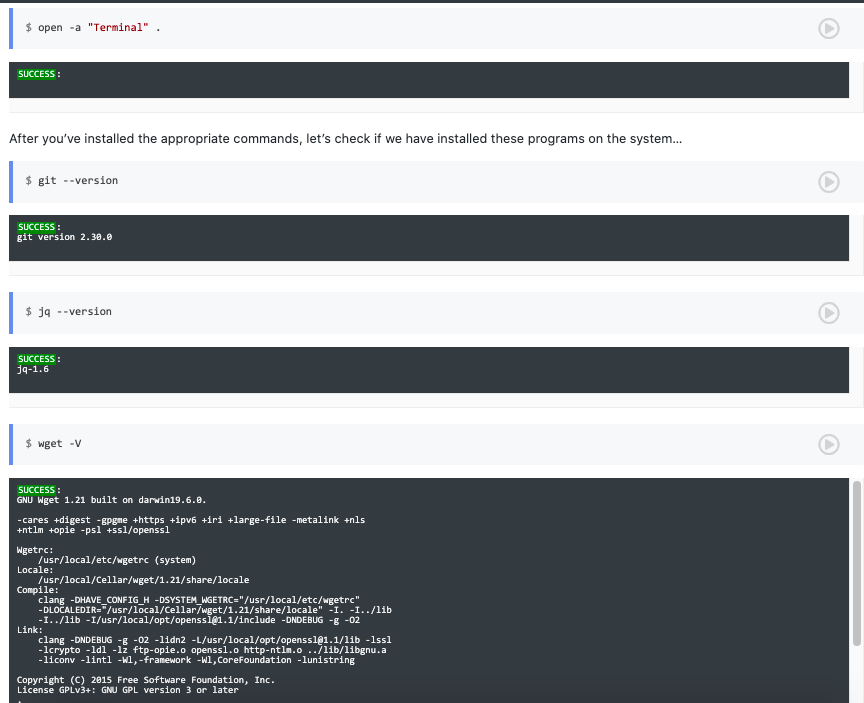 $ open -a "Terminal" .
SUCCESS:
After you’ve installed the appropriate commands, let’s check if we have installed these programs on the system…
$ git --version
SUCCESS:
git version 2.30.0
$ jq --version
SUCCESS:
jq-1.6
$ wget -V
SUCCESS:
GNU Wget 1.21 built on darwin19.6.0.
-cares +digest -gpgme +https +ipv6 +iri +large-file -metalink +nls
+ntlm +opie -psl +ssl/openssl
Wgetrc:
/usr/local/etc/wgetrc (system)
Locale:
/usr/local/Cellar/wget/1.21/share/locale
Compile:
clang -DHAVE_CONFIG_H -DSYSTEM_WGETRC="/usr/local/etc/wgetrc"
-DLOCALEDIR="/usr/local/Cellar/wget/1.21/share/locale" -I. -I../lib
-I../lib -I/usr/local/opt/openssl@1.1/include -DNDEBUG -g -O2
Link:
clang -DNDEBUG -g -O2 -lidn2 -L/usr/local/opt/openssl@1.1/lib -lssl
-lcrypto -ldl -lz ftp-opie.o openssl.o http-ntlm.o ../lib/libgnu.a
-liconv -lintl -Wl,-framework -Wl,CoreFoundation -lunistring
Copyright (C) 2015 Free Software Foundation, Inc.
License GPLv3+: GNU GPL version 3 or later